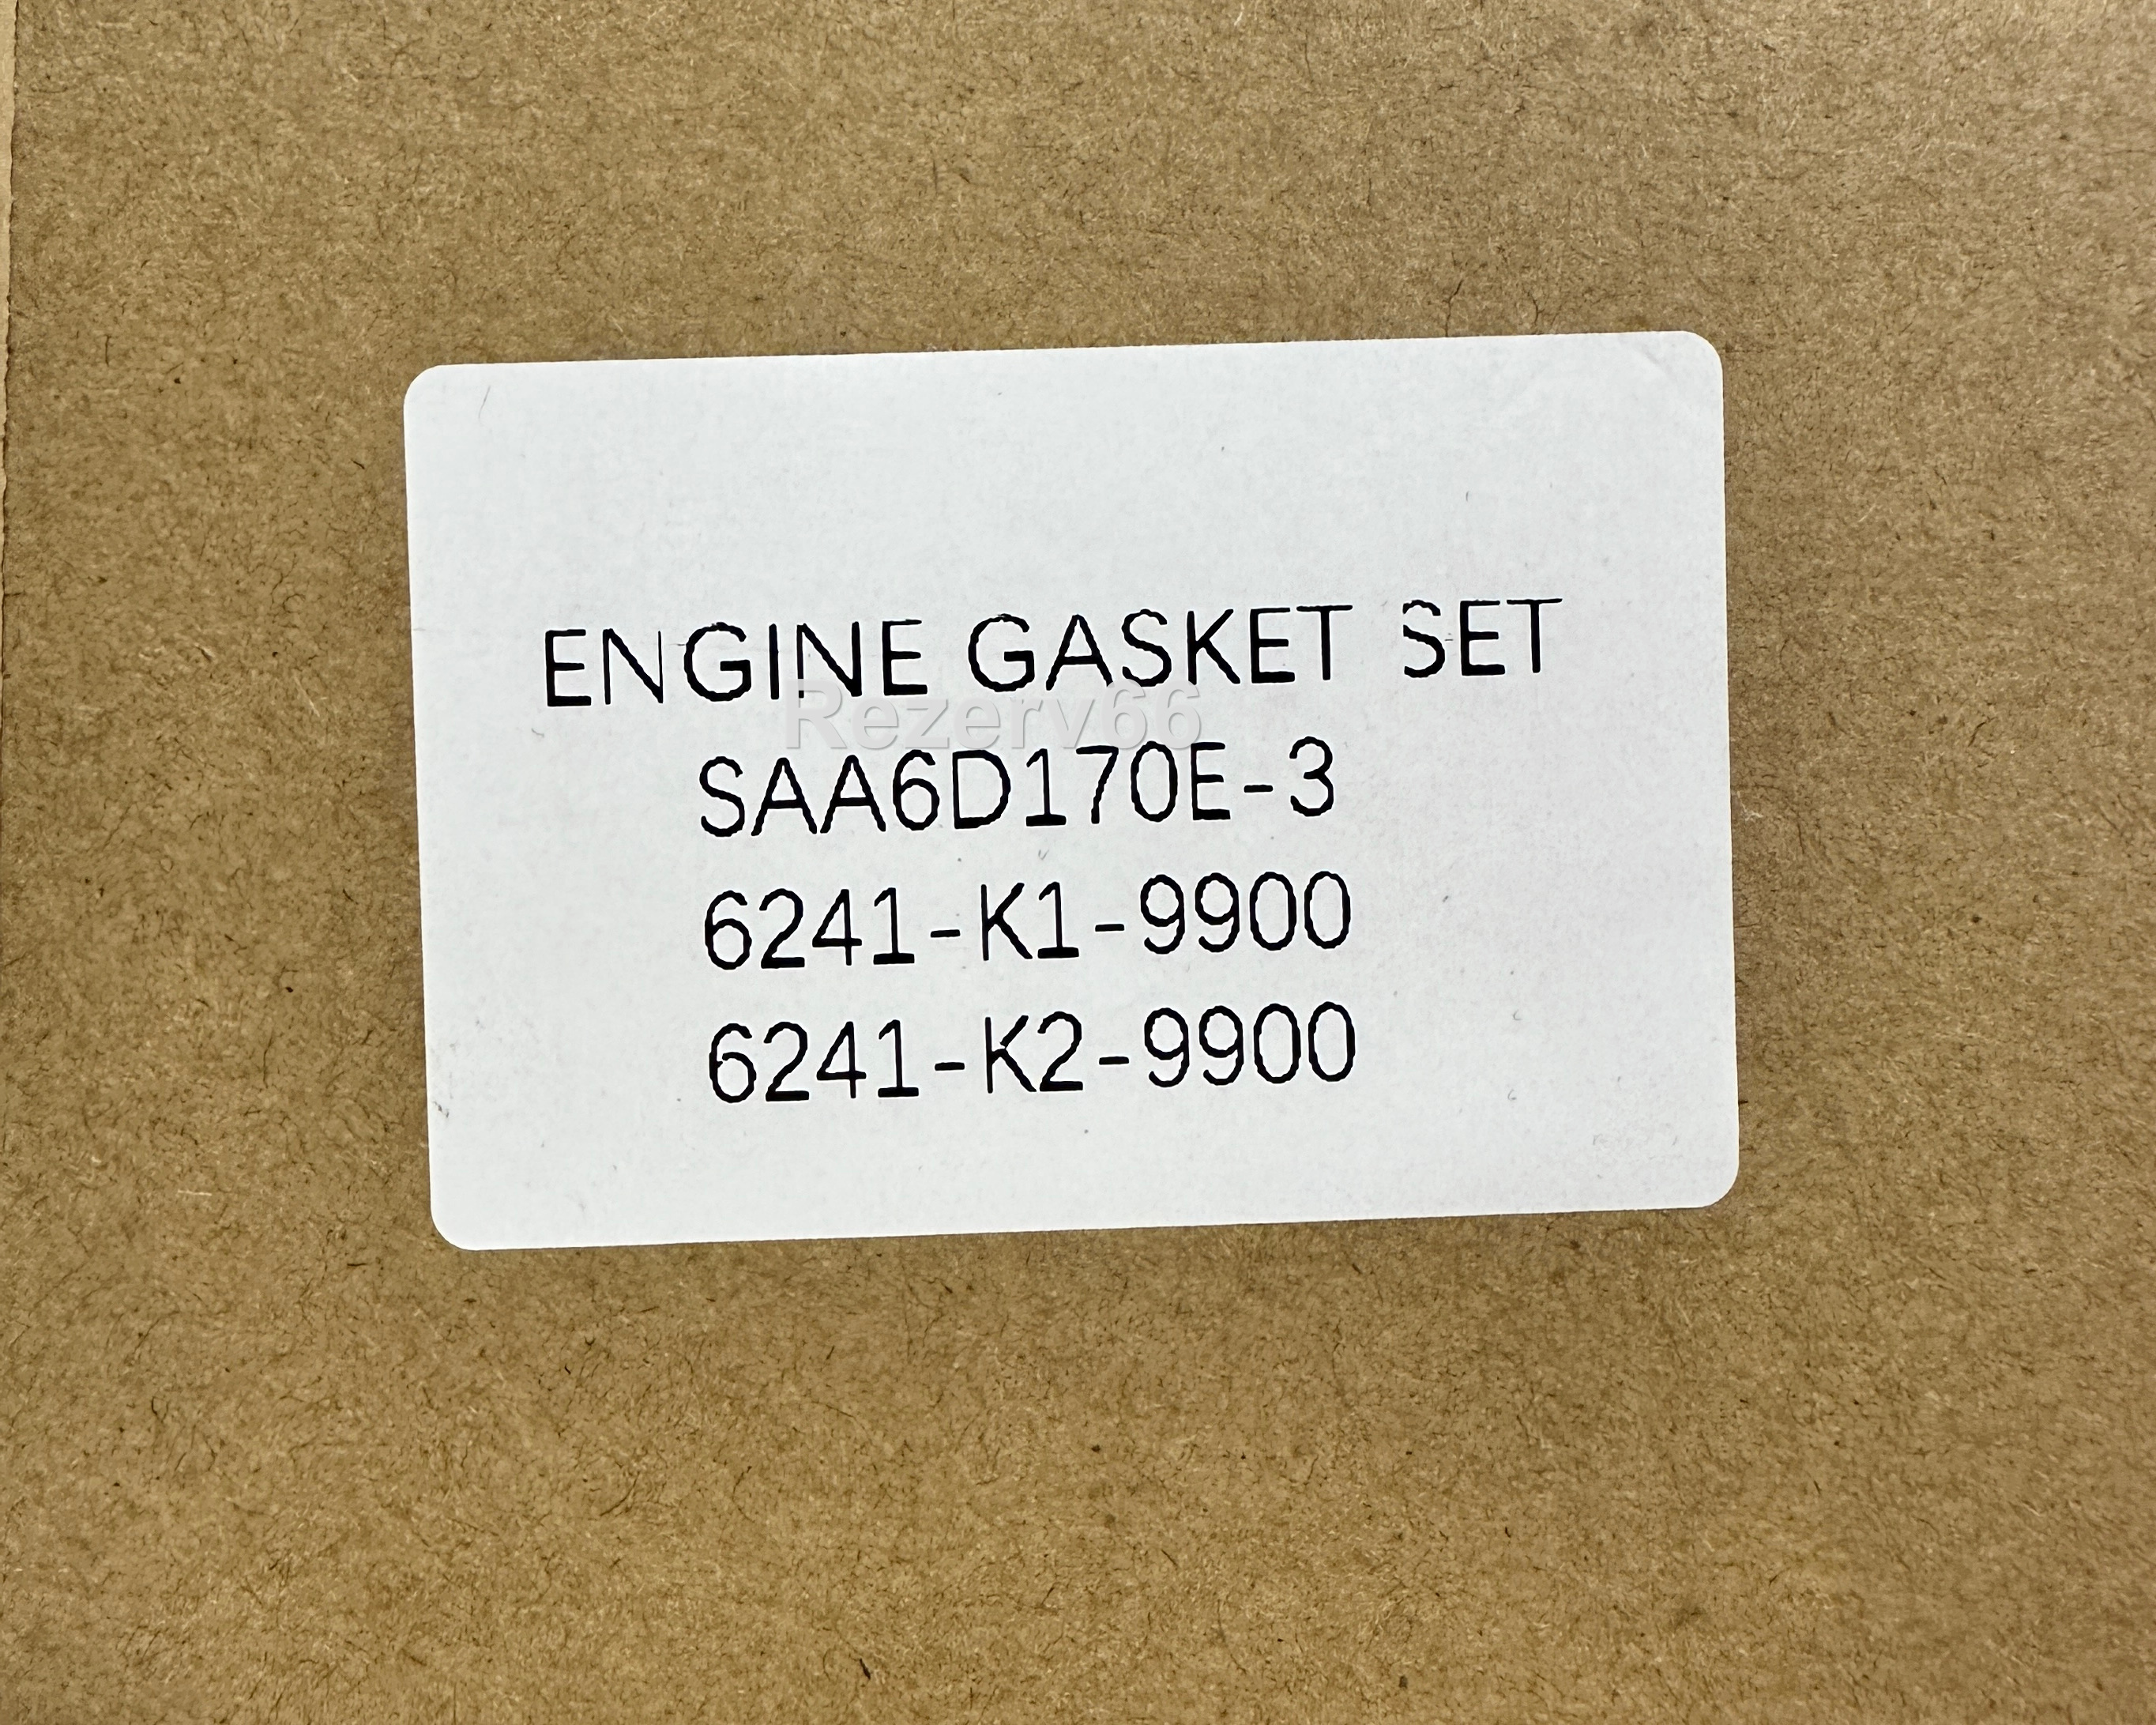 ENGINE GASKET SET
Rezerv66
SAA6D170E-3
6241-K1-9900
6241-K2-9900